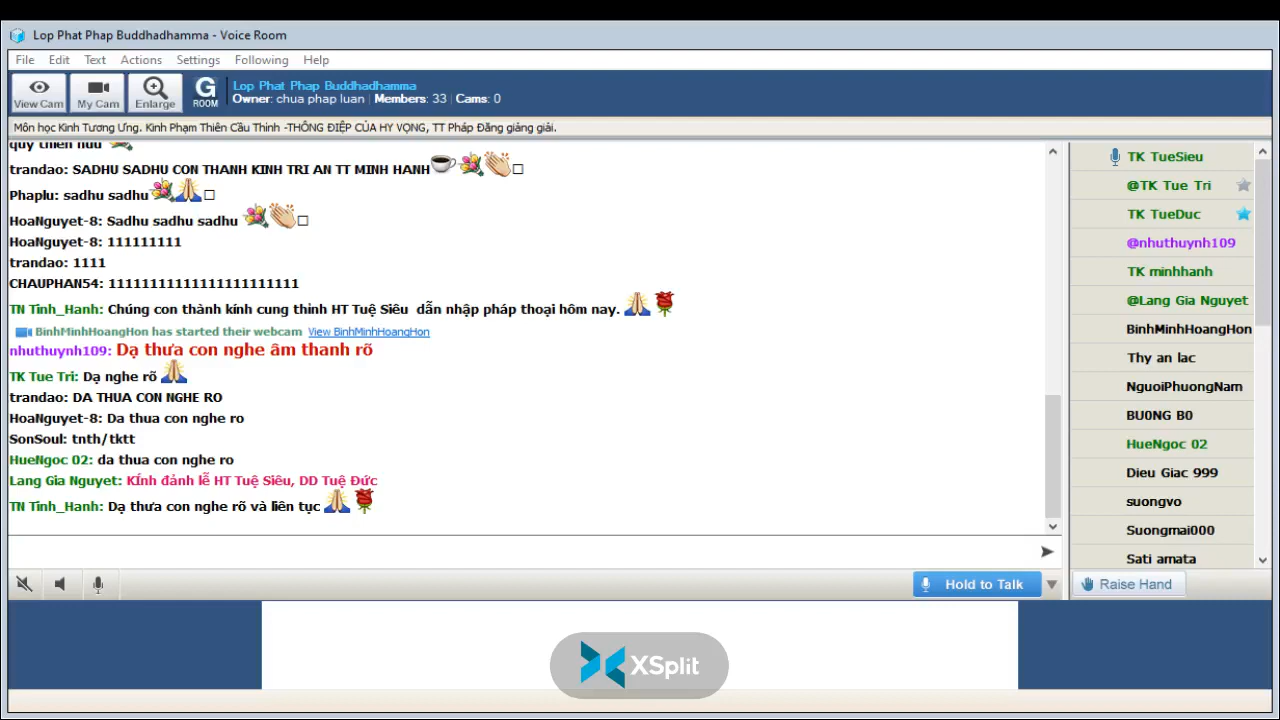 Lop Phat Phap Buddhadhamma - Voice Room
File Edit Text Actions Settings Following Help
View Cam My Cam Enlarge G ROOM
Lop Phat Phap Buddhadhamma
Owner: chua phap luan | Members: 33 | Cams: 0
Môn học Kinh Tương Ưng. Kinh Phạm Thiên Cầu Thỉnh -THÔNG ĐIỆP CỦA HY VỌNG, TT Pháp Đăng giảng giải.
trandao: SADHU SADHU CON THANH KINH TRI AN TT MINH HANH
Phaplu: sadhu sadhu
HoaNguyet-8: Sadhu sadhu sadhu
HoaNguyet-8: 111111111
trandao: 1111
CHAUPHAN54: 11111111111111111111111
TN Tinh_Hanh: Chúng con thành kính cung thỉnh HT Tuệ Siêu dẫn nhập pháp thoại hôm nay.
BinhMinhHoangHon has started their webcam View BinhMinhHoangHon
nhuthuynh109: Dạ thưa con nghe âm thanh rõ
TK Tue Tri: Dạ nghe rõ
trandao: DA THUA CON NGHE RO
HoaNguyet-8: Da thua con nghe ro
SonSoul: tnth/tktt
HueNgoc 02: da thua con nghe ro
Lang Gia Nguyet: Kính đảnh lễ HT Tuệ Siêu, DD Tuệ Đức
TN Tinh_Hanh: Dạ thưa con nghe rõ và liên tục
Hold to Talk
TK TueSieu
@TK Tue Tri
TK TueDuc
@nhuthuynh109
TK minhhanh
@Lang Gia Nguyet
BinhMinhHoangHon
Thy an lac
NguoiPhuongNam
BU0NG B0
HueNgoc 02
Dieu Giac 999
suongvo
Suongmai000
Sati amata
Raise Hand
XSplit